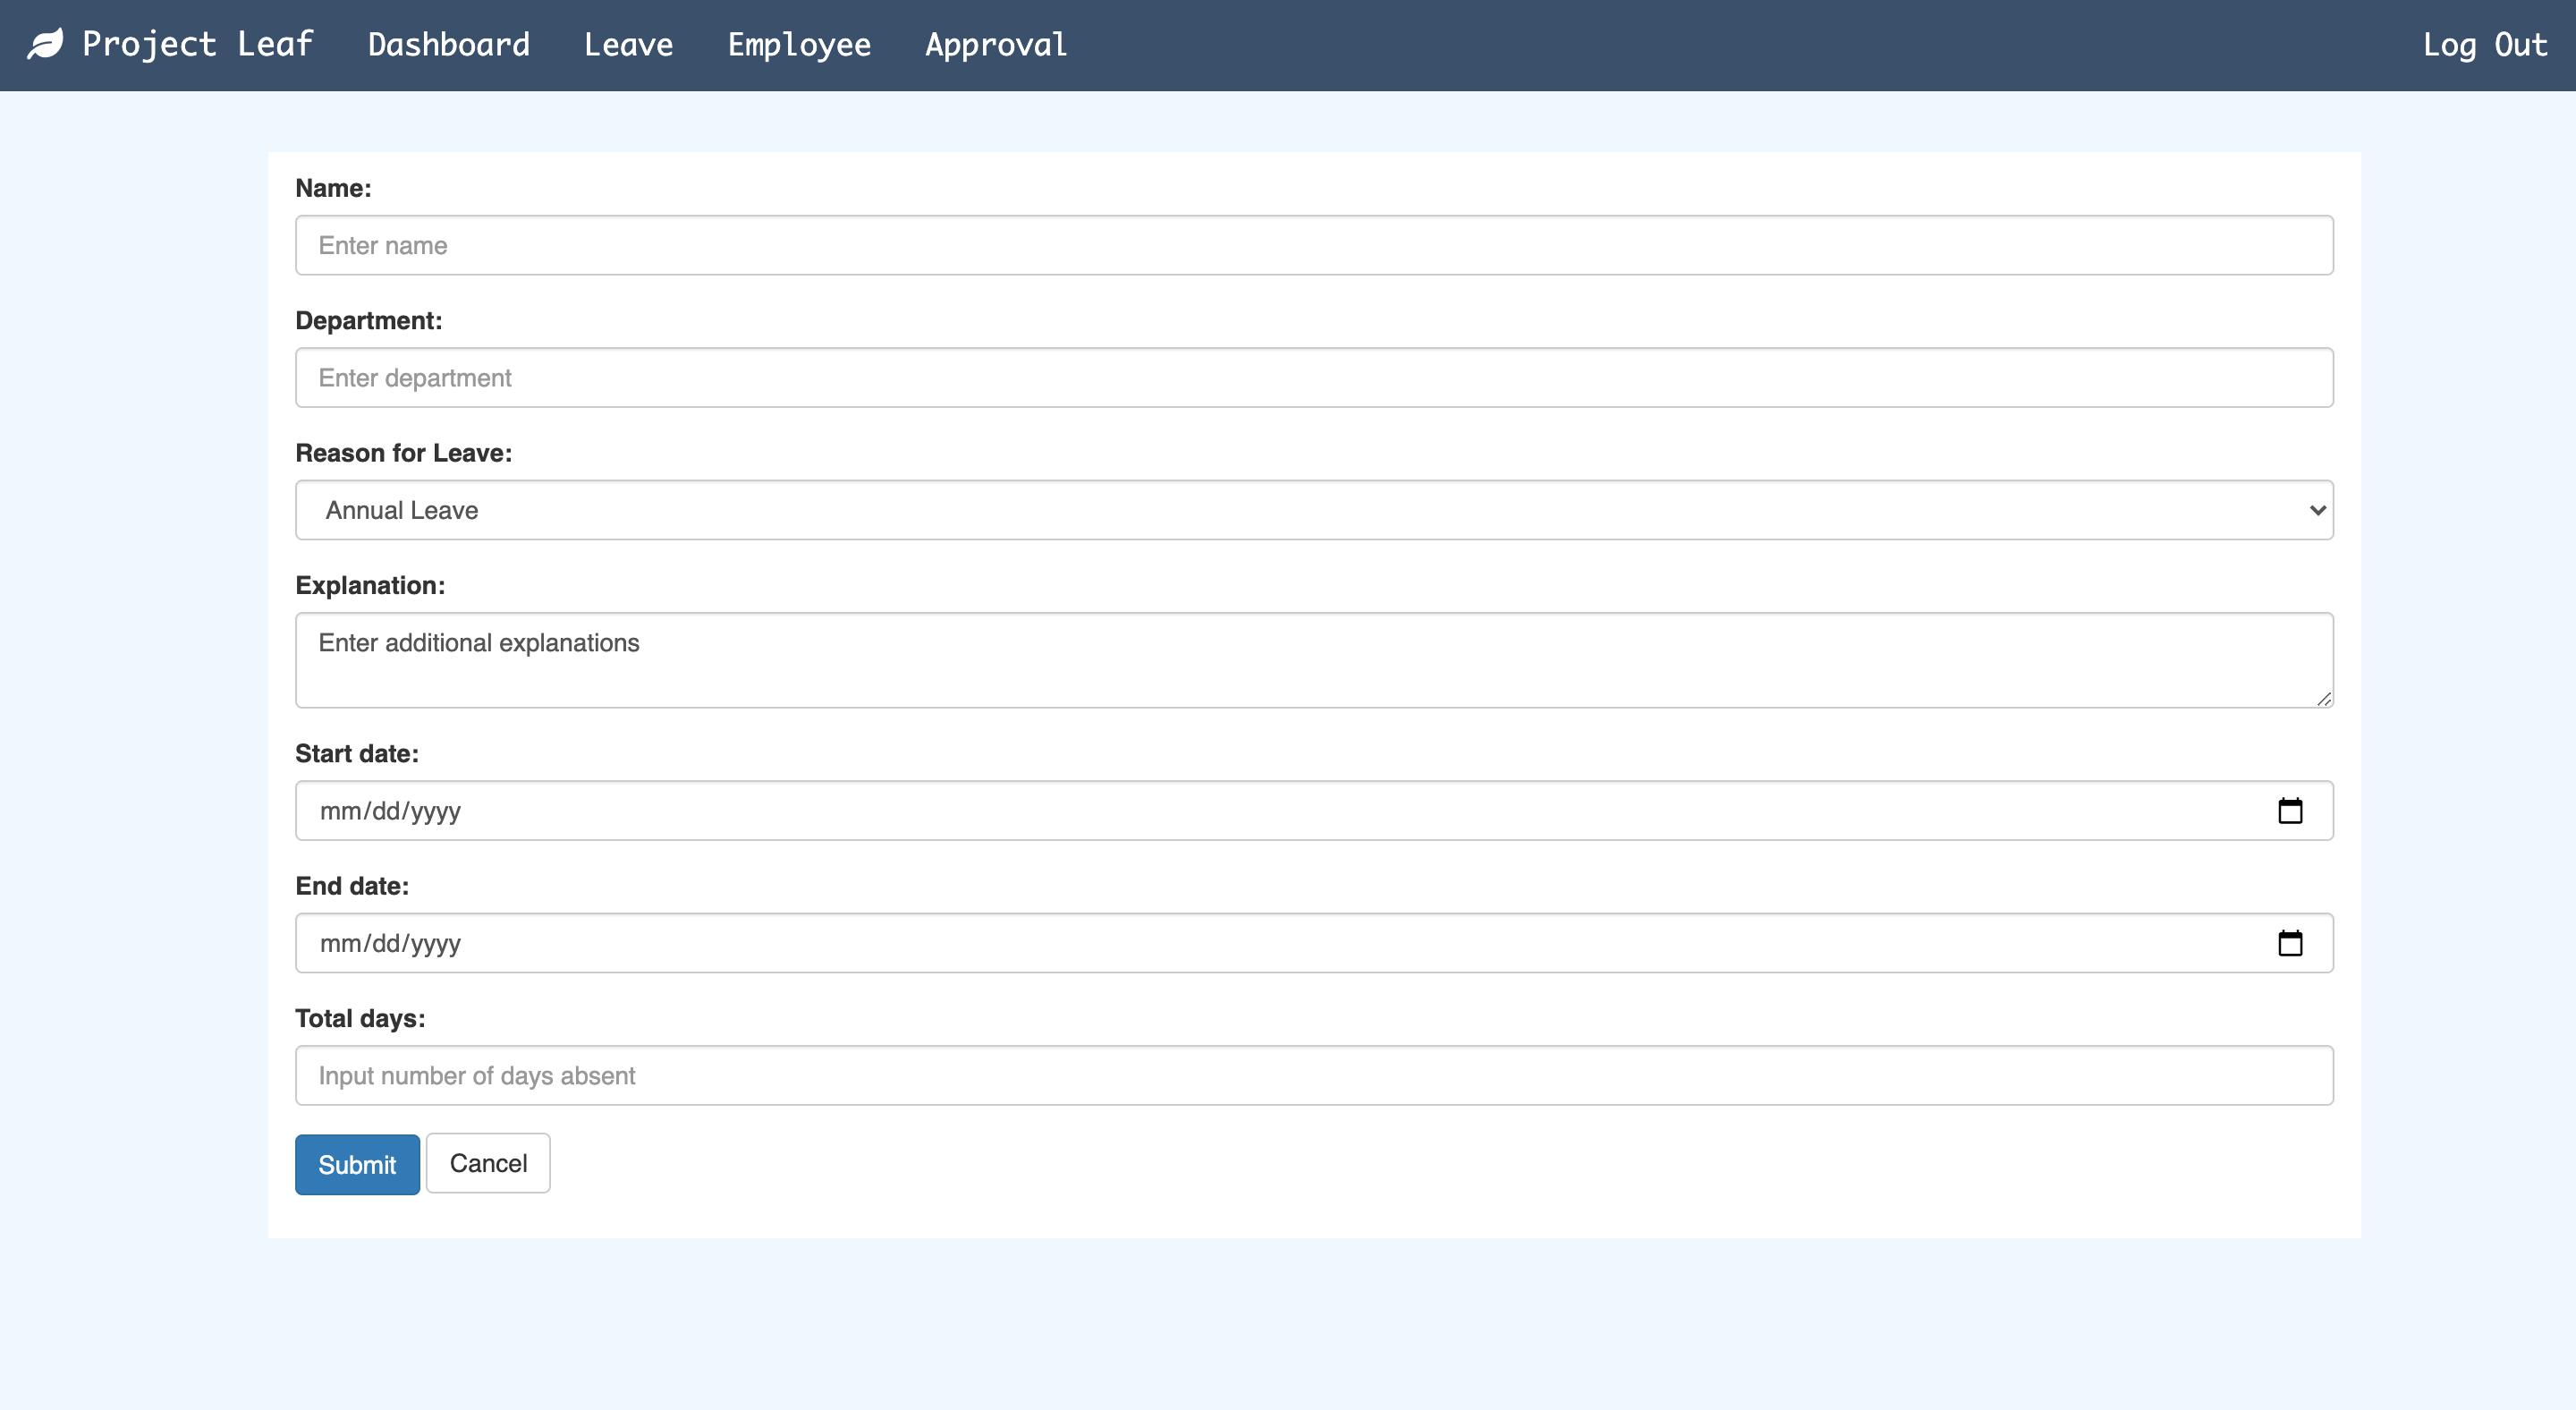 Project Leaf Dashboard Leave Employee Approval Log Out
Name:
Enter name
Department:
Enter department
Reason for Leave:
Annual Leave
Explanation:
Enter additional explanations
Start date:
mm/dd/yyyy
End date:
mm/dd/yyyy
Total days:
Input number of days absent
Submit Cancel